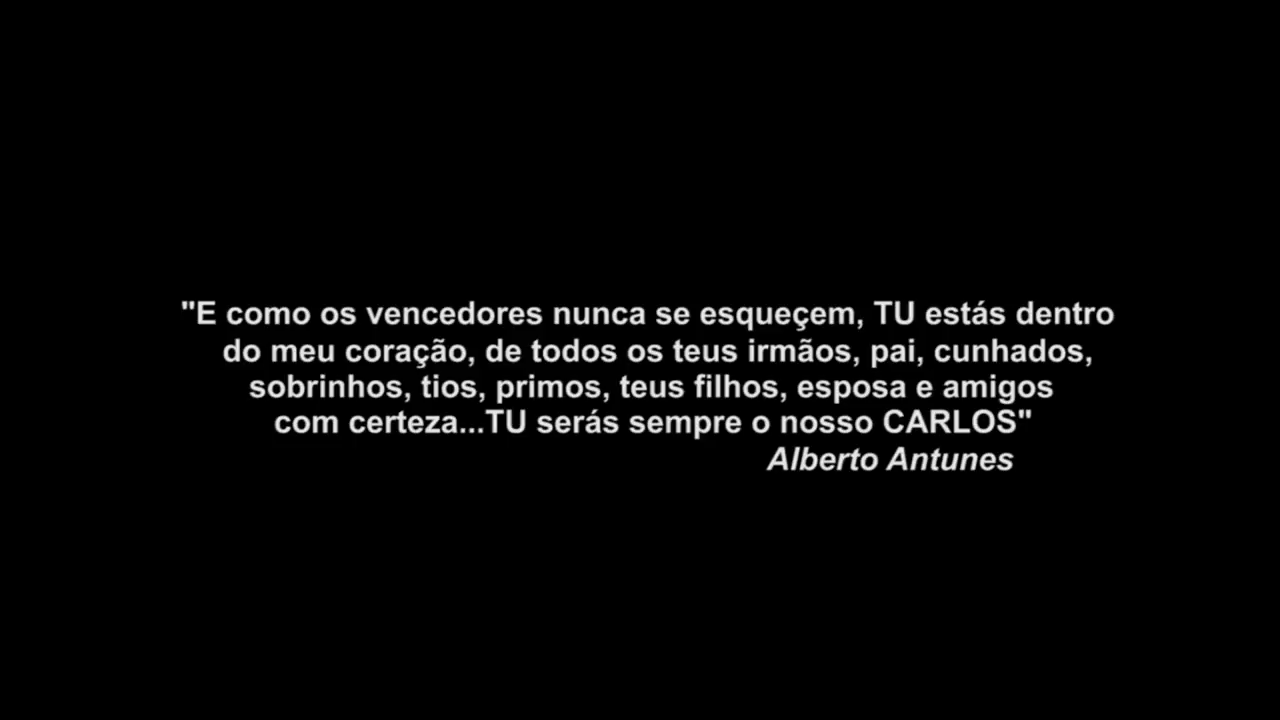 "E como os vencedores nunca se esqueçem, TU estás dentro
do meu coração, de todos os teus irmãos, pai, cunhados,
sobrinhos, tios, primos, teus filhos, esposa e amigos
com certeza...TU serás sempre o nosso CARLOS"
Alberto Antunes